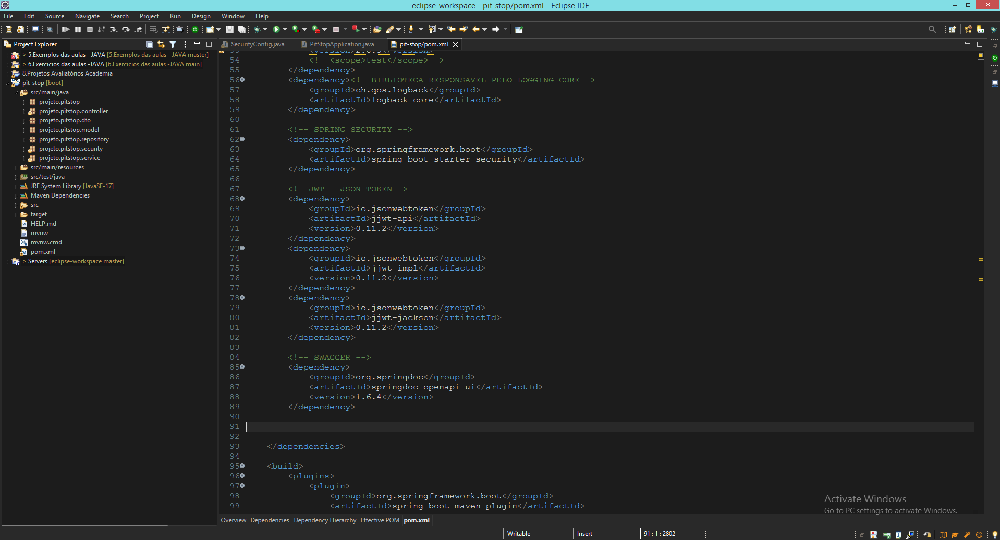 eclipse-workspace - pit-stop/pom.xml - Eclipse IDE
File Edit Source Navigate Search Project Run Design Window Help
Project Explorer
SecurityConfig.java PitStopApplication.java pit-stop/pom.xml
> 5.Exemplos das aulas - JAVA [5.Exemplos das aulas - JAVA master]
> 6.Exercicios das aulas -JAVA [6.Exercicios das aulas -JAVA main]
8.Projetos Avaliatórios Academia
pit-stop [boot]
src/main/java
projeto.pitstop
projeto.pitstop.controller
projeto.pitstop.dto
projeto.pitstop.model
projeto.pitstop.repository
projeto.pitstop.security
projeto.pitstop.service
src/main/resources
src/test/java
JRE System Library [JavaSE-17]
Maven Dependencies
src
target
HELP.md
mvnw
mvnw.cmd
pom.xml
> Servers [eclipse-workspace master]
54 <!--<scope>test</scope>-->
55 </dependency>
56 <dependency><!--BIBLIOTECA RESPONSAVEL PELO LOGGING CORE-->
57 <groupId>ch.qos.logback</groupId>
58 <artifactId>logback-core</artifactId>
59 </dependency>
60
61 <!-- SPRING SECURITY -->
62 <dependency>
63 <groupId>org.springframework.boot</groupId>
64 <artifactId>spring-boot-starter-security</artifactId>
65 </dependency>
66
67 <!--JWT - JSON TOKEN-->
68 <dependency>
69 <groupId>io.jsonwebtoken</groupId>
70 <artifactId>jjwt-api</artifactId>
71 <version>0.11.2</version>
72 </dependency>
73 <dependency>
74 <groupId>io.jsonwebtoken</groupId>
75 <artifactId>jjwt-impl</artifactId>
76 <version>0.11.2</version>
77 </dependency>
78 <dependency>
79 <groupId>io.jsonwebtoken</groupId>
80 <artifactId>jjwt-jackson</artifactId>
81 <version>0.11.2</version>
82 </dependency>
83
84 <!-- SWAGGER -->
85 <dependency>
86 <groupId>org.springdoc</groupId>
87 <artifactId>springdoc-openapi-ui</artifactId>
88 <version>1.6.4</version>
89 </dependency>
90
91
92
93 </dependencies>
94
95 <build>
96 <plugins>
97 <plugin>
98 <groupId>org.springframework.boot</groupId>
99 <artifactId>spring-boot-maven-plugin</artifactId>
Activate Windows
Go to PC settings to activate Windows.
Overview Dependencies Dependency Hierarchy Effective POM pom.xml
Writable Insert 91 : 1 : 2802